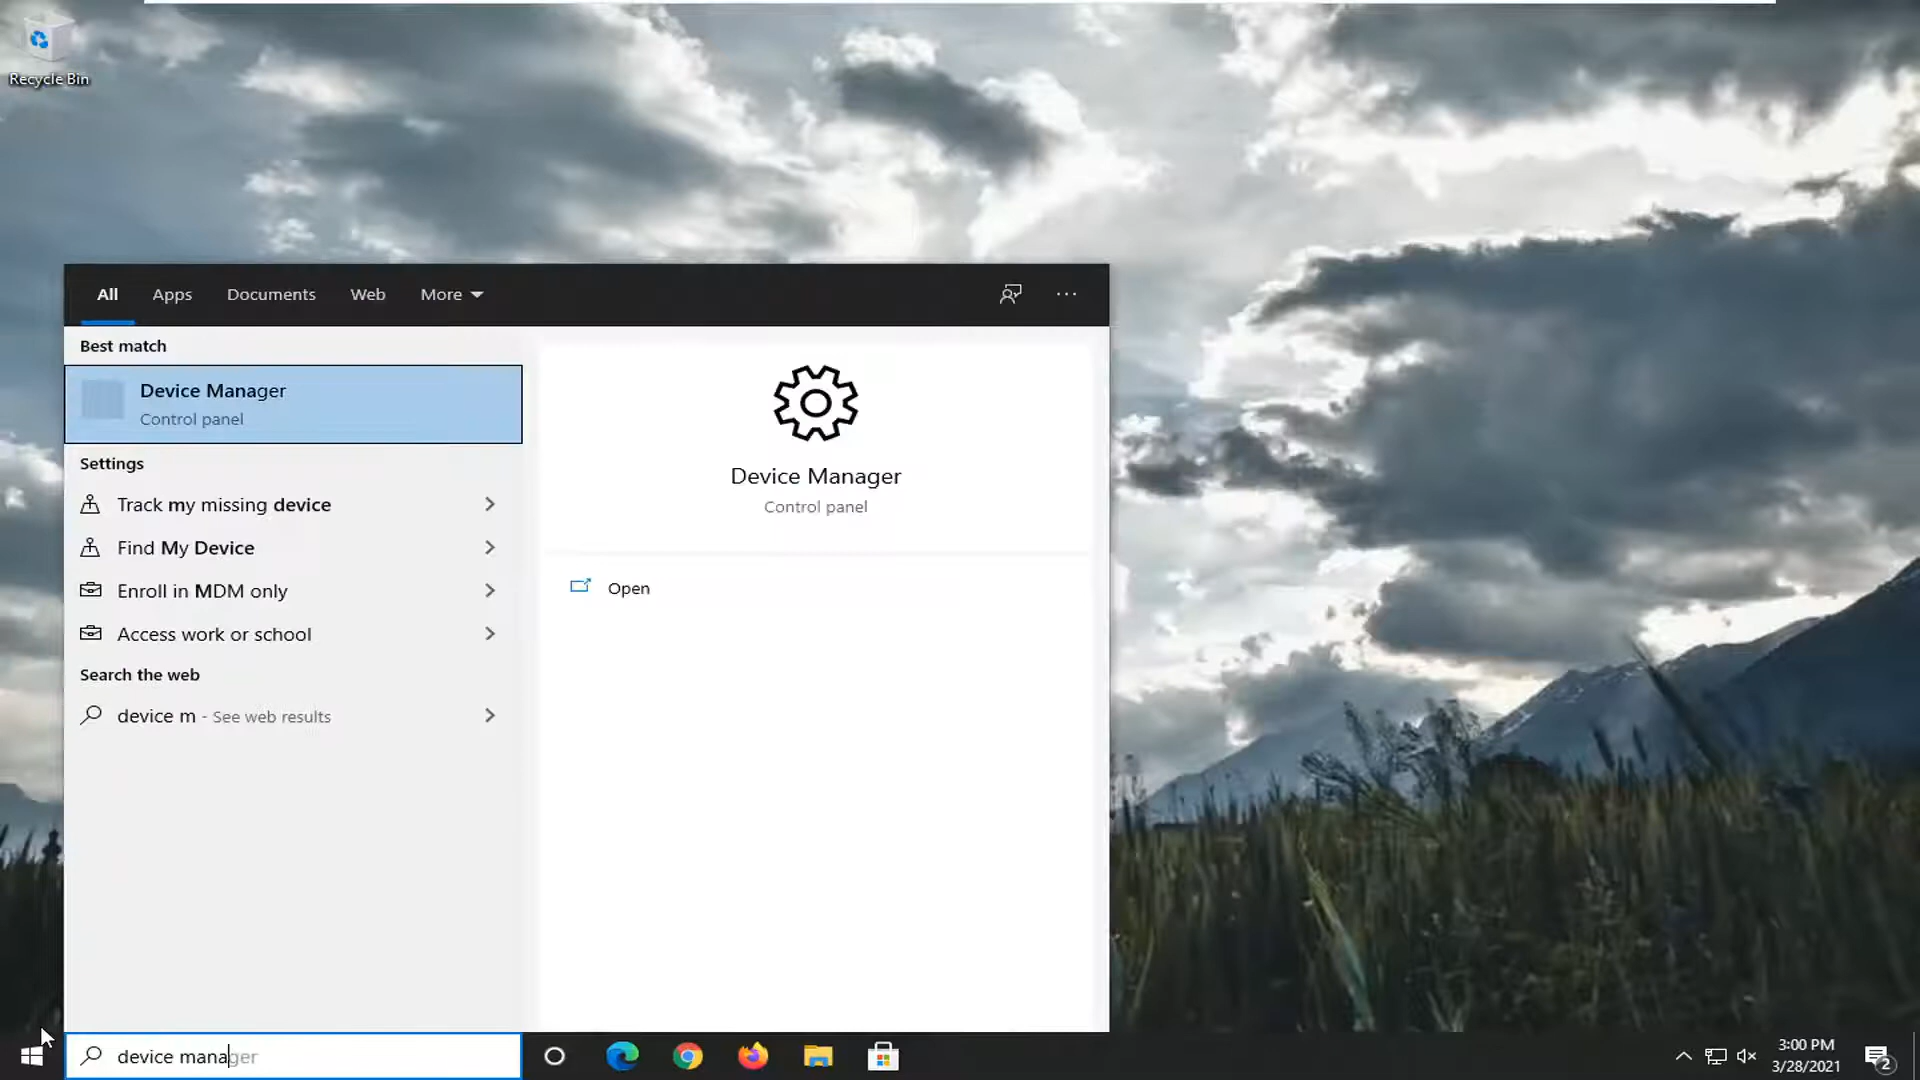 Recycle Bin
All
Apps
Documents
Web
More
Best match
Device Manager
Control panel
Settings
Track my missing device
Find My Device
Enroll in MDM only
Access work or school
Search the web
device m - See web results
Device Manager
Control panel
Open
device manager
3:00 PM
3/28/2021
2